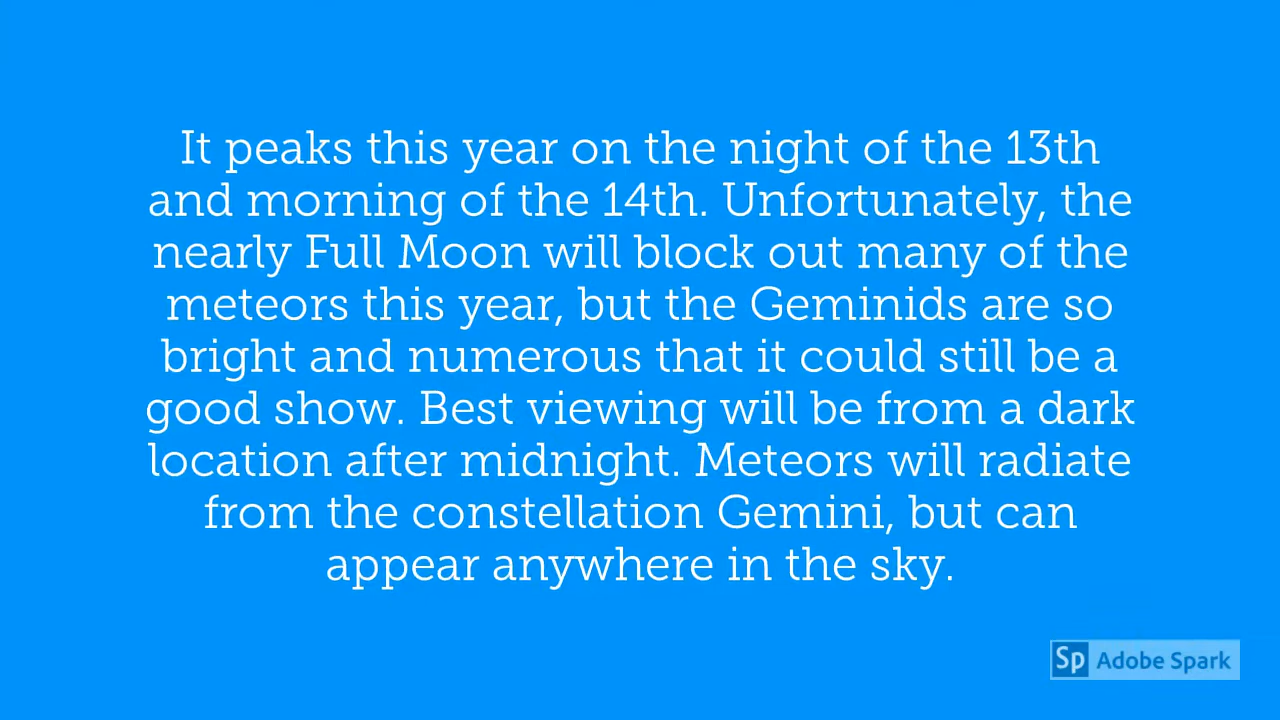 It peaks this year on the night of the 13th
and morning of the 14th. Unfortunately, the
nearly Full Moon will block out many of the
meteors this year, but the Geminids are so
bright and numerous that it could still be a
good show. Best viewing will be from a dark
location after midnight. Meteors will radiate
from the constellation Gemini, but can
appear anywhere in the sky.
Sp Adobe Spark